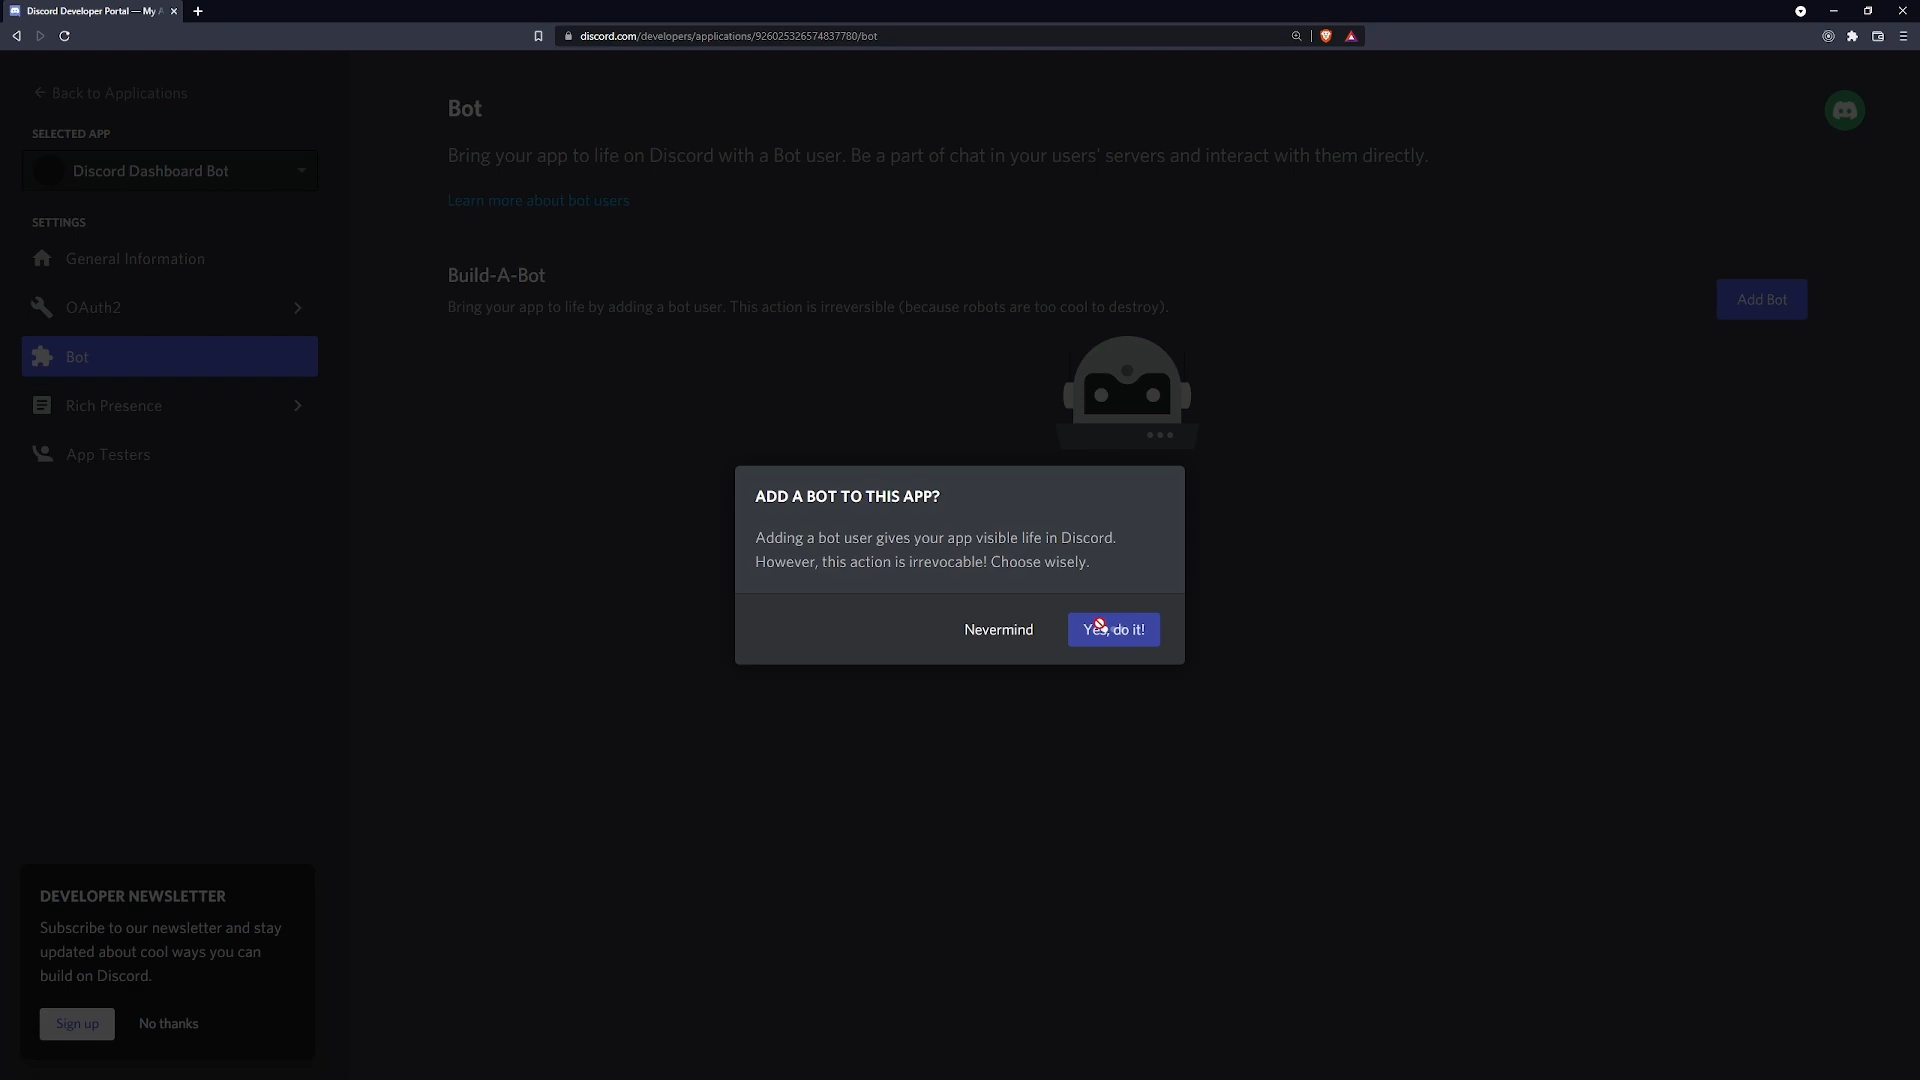 Discord Developer Portal — My A
discord.com/developers/applications/926025326574837780/bot
Back to Applications
SELECTED APP
Discord Dashboard Bot
SETTINGS
General Information
OAuth2
Bot
Rich Presence
App Testers
DEVELOPER NEWSLETTER
Subscribe to our newsletter and stay
updated about cool ways you can
build on Discord.
Sign up
No thanks
Bot
Bring your app to life on Discord with a Bot user. Be a part of chat in your users' servers and interact with them directly.
Learn more about bot users
Build-A-Bot
Bring your app to life by adding a bot user. This action is irreversible (because robots are too cool to destroy).
Add Bot
ADD A BOT TO THIS APP?
Adding a bot user gives your app visible life in Discord.
However, this action is irrevocable! Choose wisely.
Nevermind
Yes, do it!